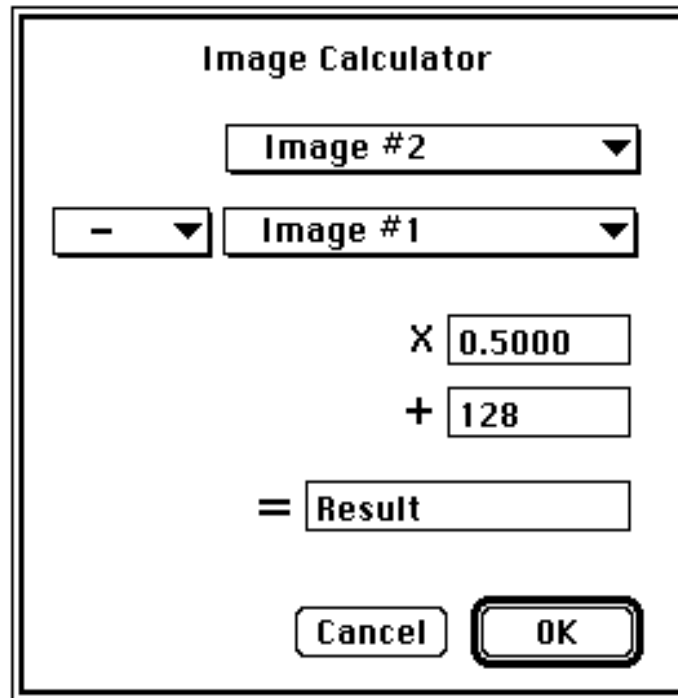 Image Calculator
Image #2
- Image #1
X 0.5000
+ 128
= Result
Cancel OK